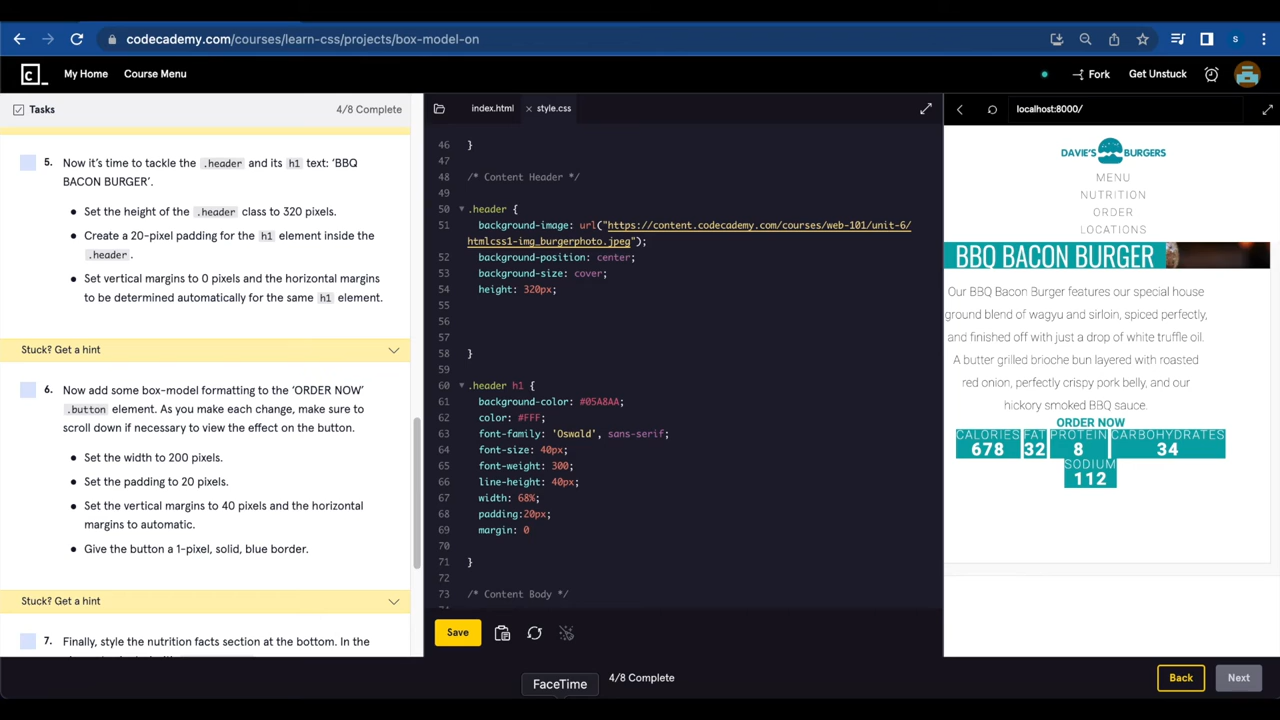 codecademy.com/courses/learn-css/projects/box-model-on
S
C_
My Home
Course Menu
Fork
Get Unstuck
Tasks
4/8 Complete
5. Now it's time to tackle the .header and its h1 text: 'BBQ
BACON BURGER'.
Set the height of the .header class to 320 pixels.
Create a 20-pixel padding for the h1 element inside the
.header.
Set vertical margins to 0 pixels and the horizontal margins
to be determined automatically for the same h1 element.
Stuck? Get a hint
6. Now add some box-model formatting to the 'ORDER NOW'
.button element. As you make each change, make sure to
scroll down if necessary to view the effect on the button.
Set the width to 200 pixels.
Set the padding to 20 pixels.
Set the vertical margins to 40 pixels and the horizontal
margins to automatic.
Give the button a 1-pixel, solid, blue border.
Stuck? Get a hint
7. Finally, style the nutrition facts section at the bottom. In the
index.html
× style.css
46 }
47
48 /* Content Header */
49
50 .header {
51 background-image: url("https://content.codecademy.com/courses/web-101/unit-6/
htmlcss1-img_burgerphoto.jpeg");
52 background-position: center;
53 background-size: cover;
54 height: 320px;
55
56
57
58 }
59
60 .header h1 {
61 background-color: #05A8AA;
62 color: #FFF;
63 font-family: 'Oswald', sans-serif;
64 font-size: 40px;
65 font-weight: 300;
66 line-height: 40px;
67 width: 68%;
68 padding:20px;
69 margin: 0
70
71 }
72
73 /* Content Body */
Save
localhost:8000/
DAVIE'S BURGERS
MENU
NUTRITION
ORDER
LOCATIONS
BBQ BACON BURGER
Our BBQ Bacon Burger features our special house
ground blend of wagyu and sirloin, spiced perfectly,
and finished off with just a drop of white truffle oil.
A butter grilled brioche bun layered with roasted
red onion, perfectly crispy pork belly, and our
hickory smoked BBQ sauce.
ORDER NOW
CALORIES FAT PROTEIN CARBOHYDRATES
678 32 8 34
SODIUM
112
FaceTime
4/8 Complete
Back
Next